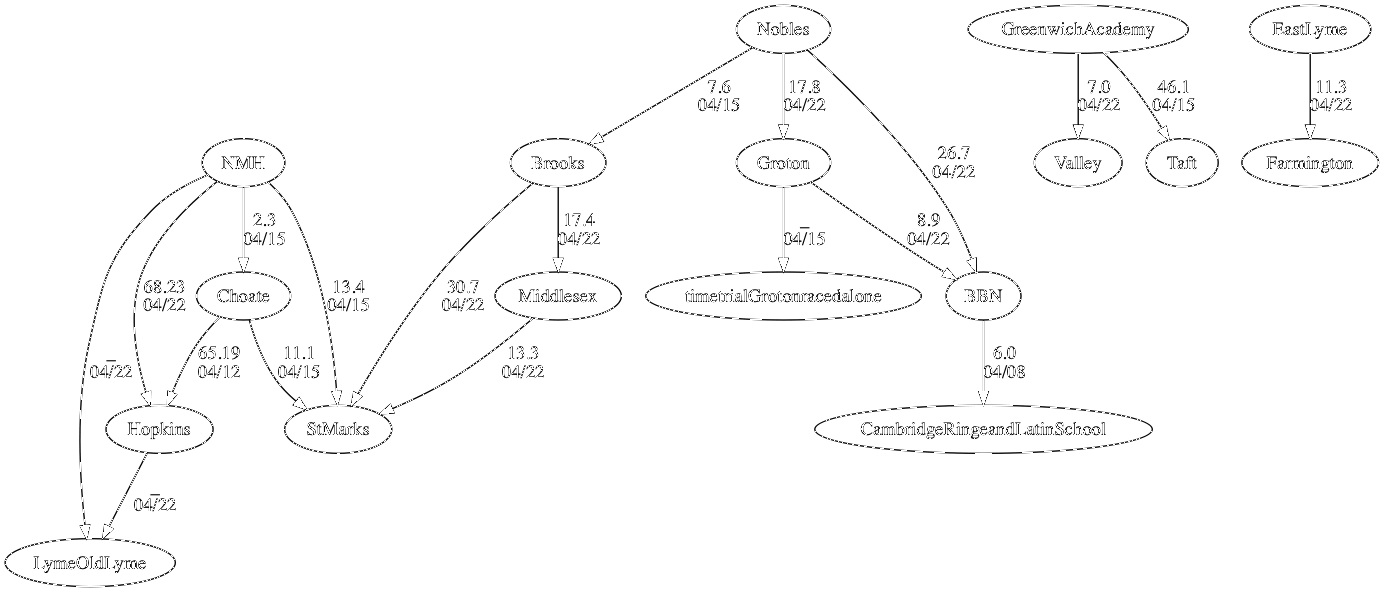 Nobles
GreenwichAcademy
EastLyme
7.6
04/15
17.8
04/22
7.0
04/22
46.1
04/15
11.3
04/22
NMH
Brooks
Groton
26.7
04/22
Valley
Taft
Farmington
2.3
04/15
17.4
04/22
_
04/15
8.9
04/22
68.23
04/22
Choate
13.4
04/15
30.7
04/22
Middlesex
timetrialGrotonracedalone
BBN
_
04/22
65.19
04/12
11.1
04/15
13.3
04/22
6.0
04/08
Hopkins
StMarks
CambridgeRingeandLatinSchool
_
04/22
LymeOldLyme